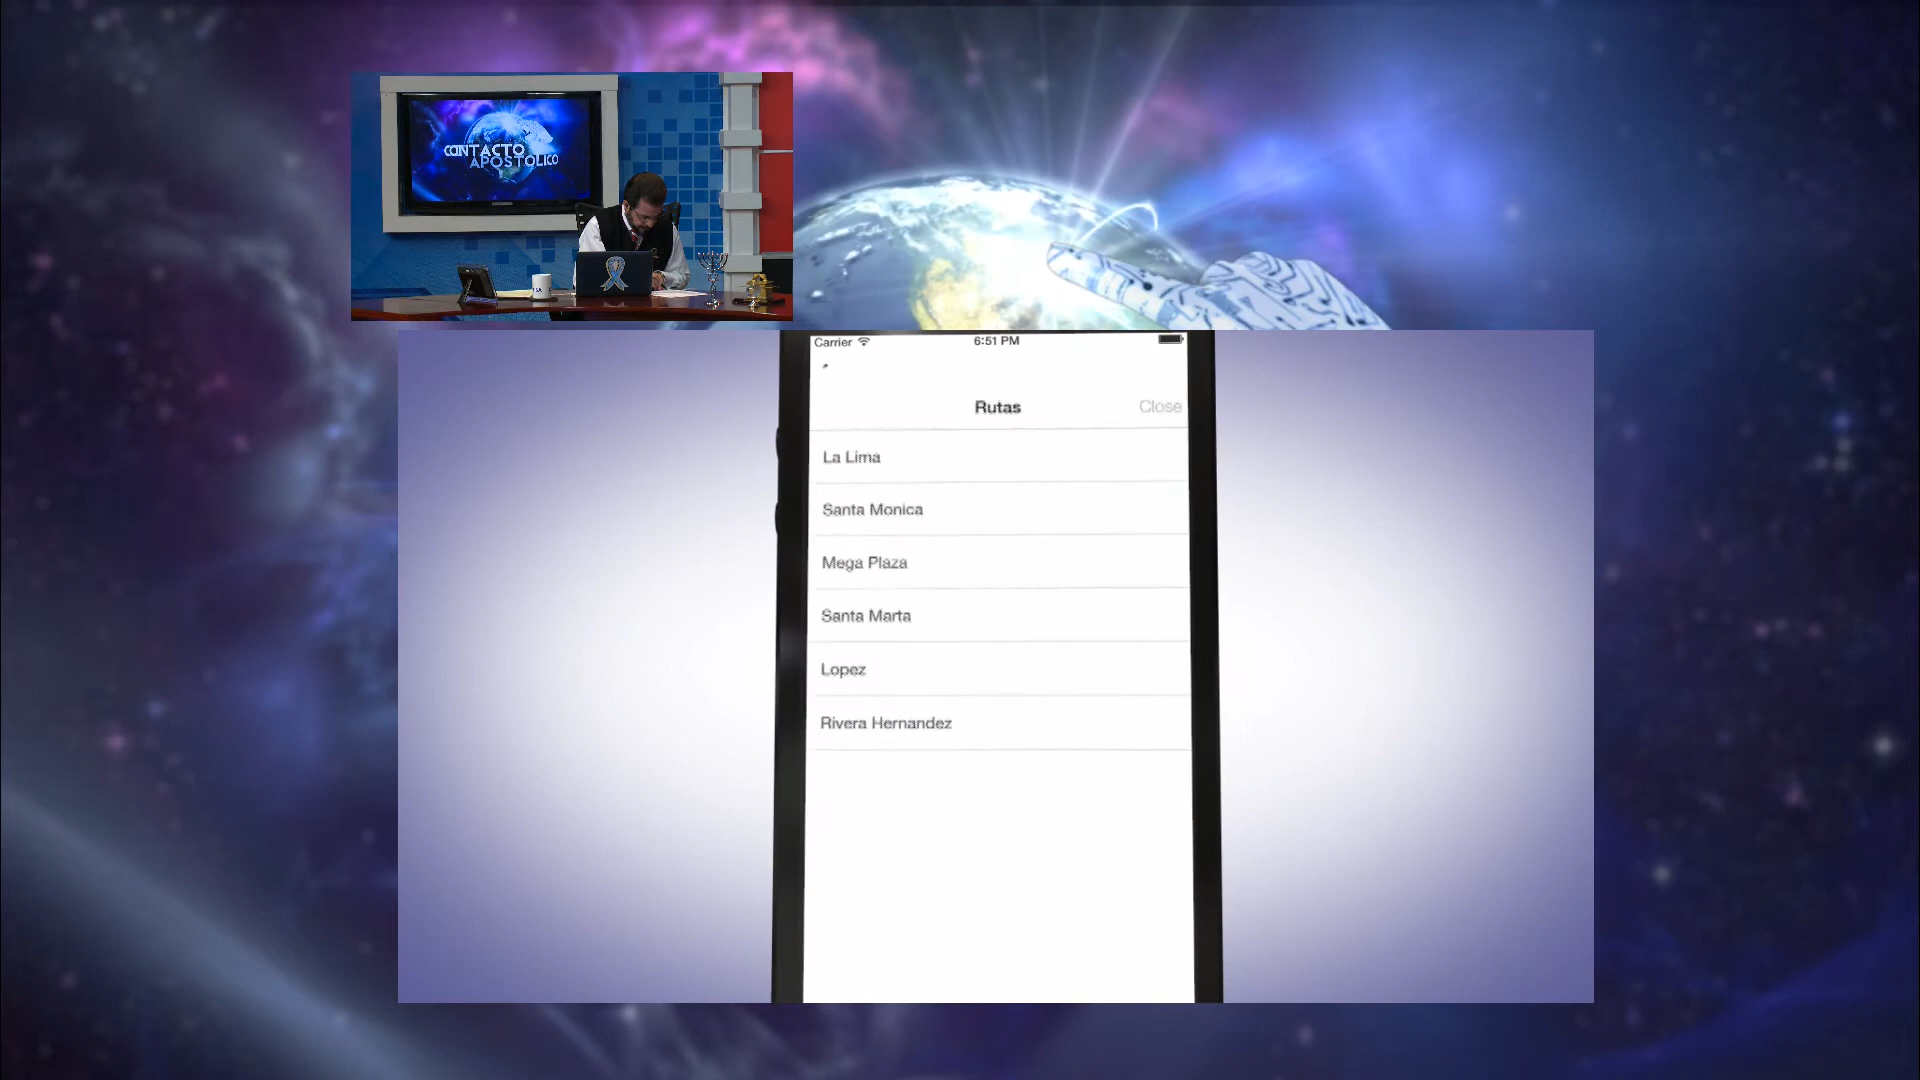 CONTACTO
APOSTOLICO
Carrier
6:51 PM
Rutas
Close
La Lima
Santa Monica
Mega Plaza
Santa Marta
Lopez
Rivera Hernandez